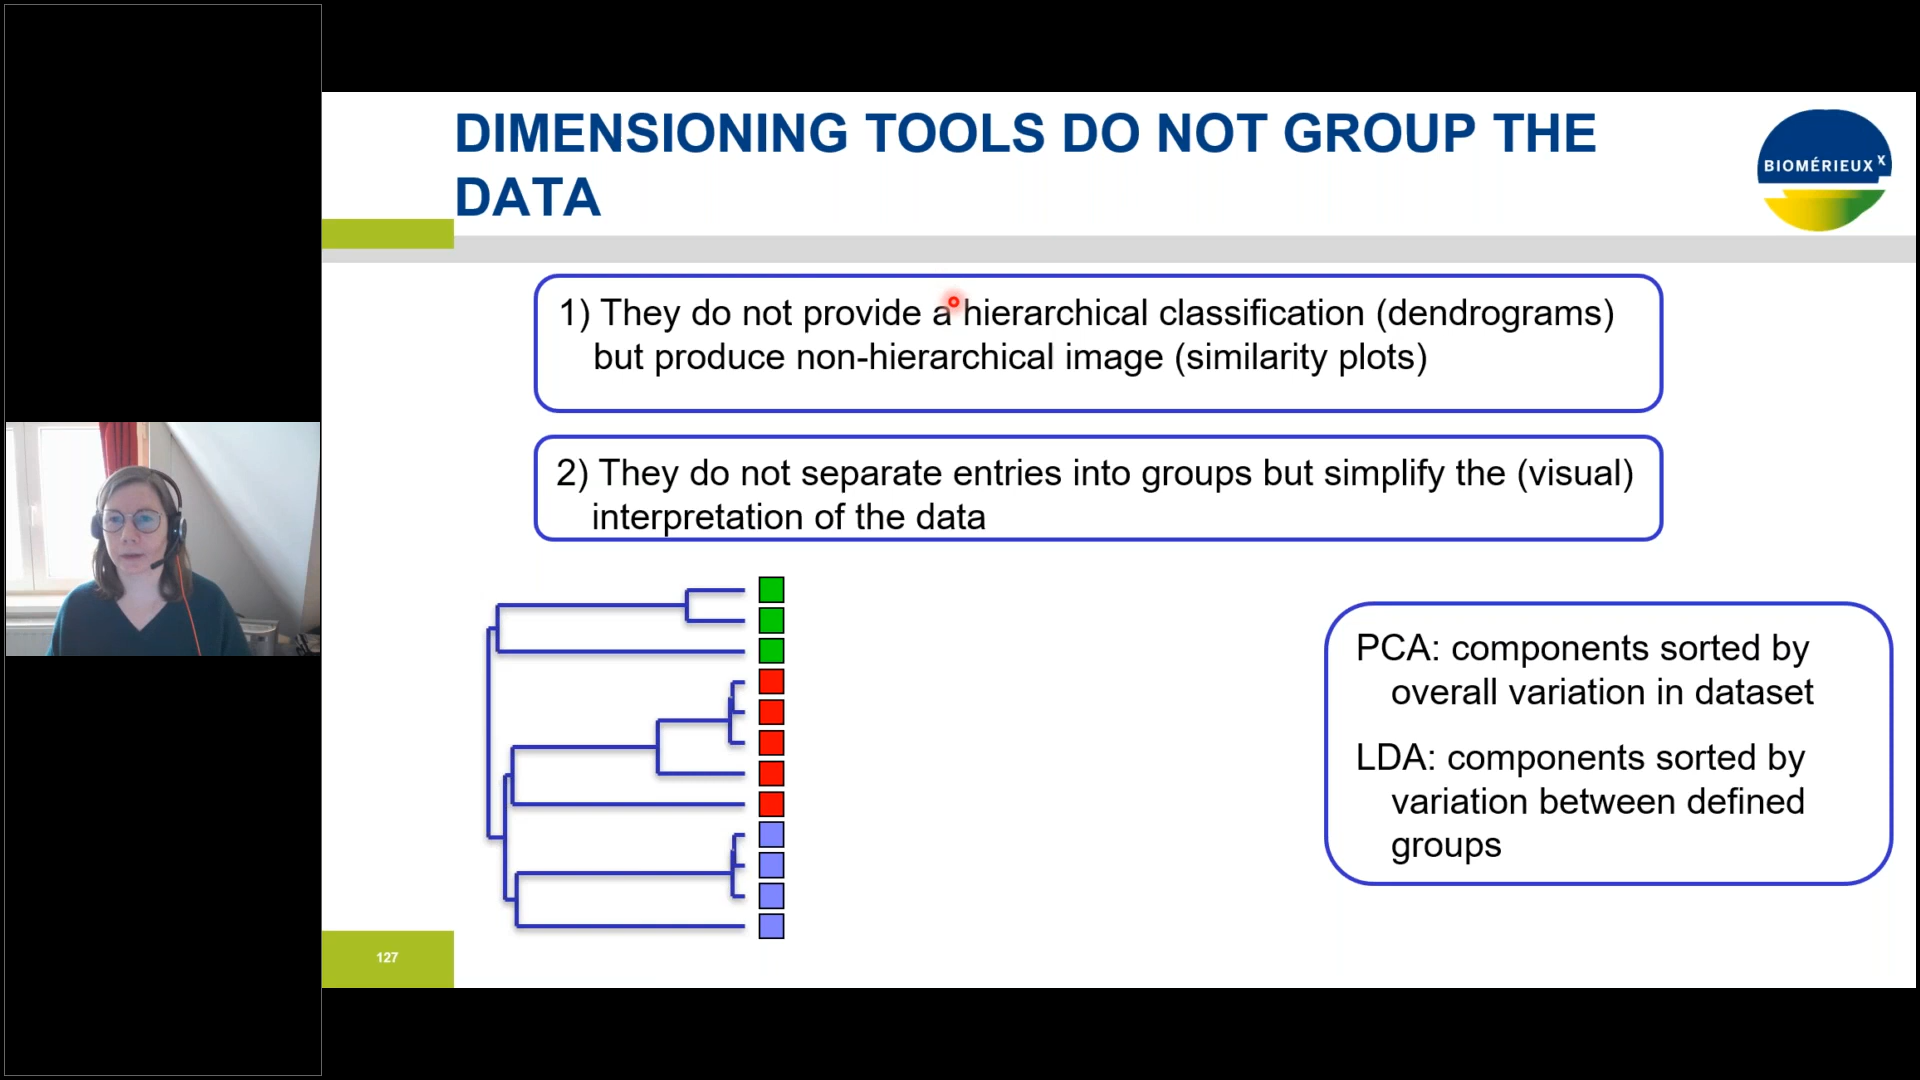 DIMENSIONING TOOLS DO NOT GROUP THE
DATA
BIOMÉRIEUX
1) They do not provide a hierarchical classification (dendrograms)
but produce non-hierarchical image (similarity plots)
2) They do not separate entries into groups but simplify the (visual)
interpretation of the data
PCA: components sorted by
overall variation in dataset
LDA: components sorted by
variation between defined
groups
127